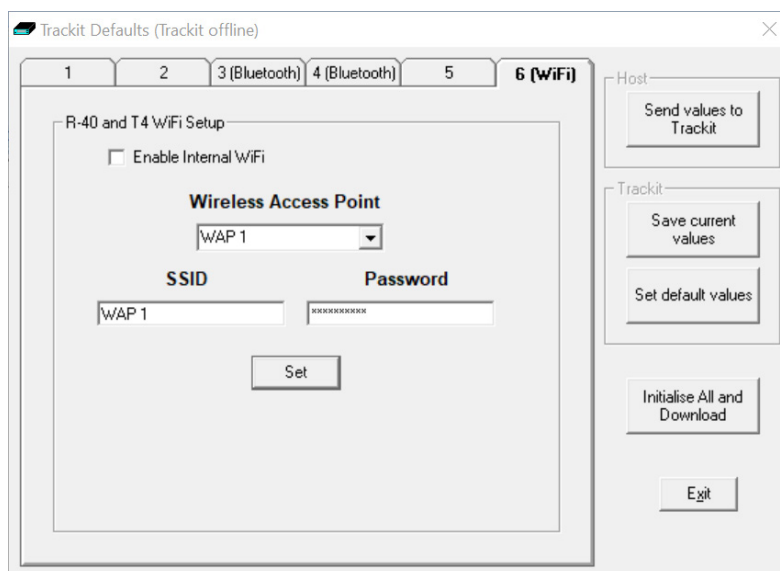 Trackit Defaults (Trackit offline)
1
2
3 (Bluetooth)
4 (Bluetooth)
5
6 (WiFi)
R-40 and T4 WiFi Setup
Enable Internal WiFi
Wireless Access Point
WAP 1
SSID
Password
WAP 1
**********
Set
Host
Send values to
Trackit
Trackit
Save current
values
Set default values
Initialise All and
Download
Exit